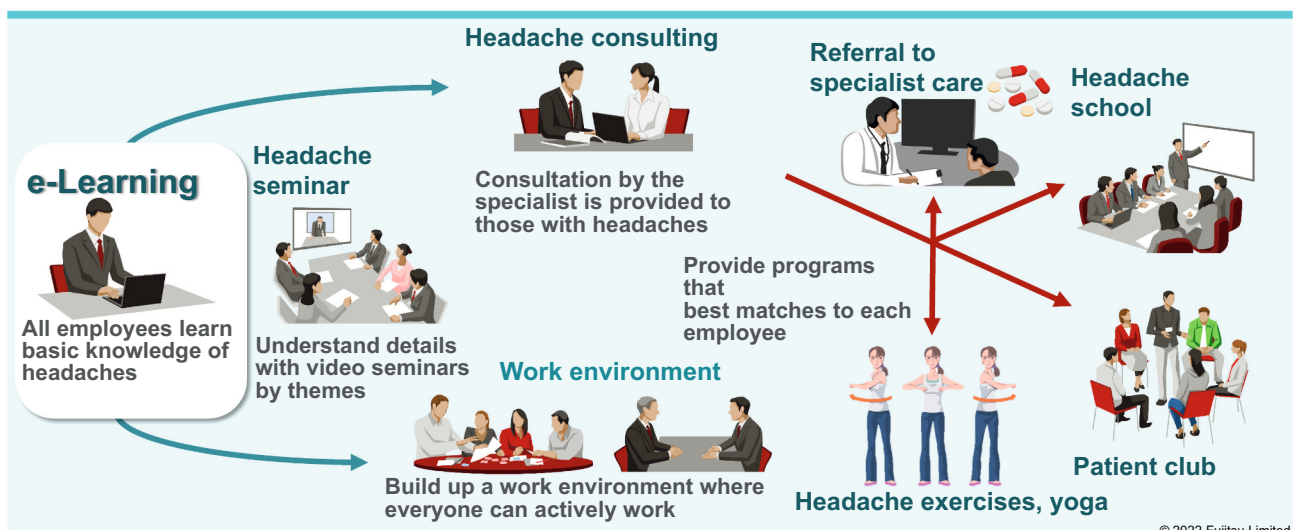 e-Learning
All employees learn
basic knowledge of
headaches
Headache
seminar
Understand details
with video seminars
by themes
Headache consulting
Consultation by the
specialist is provided to
those with headaches
Work environment
Build up a work environment where
everyone can actively work
Provide programs
that
best matches to each
employee
Referral to
specialist care
Headache
school
Headache exercises, yoga
Patient club
© 2022 Fujitsu Limited